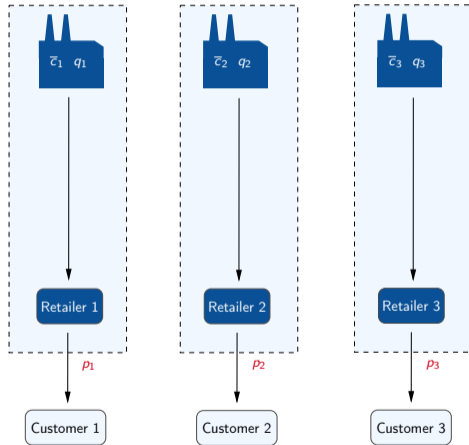 c̅₁ q₁ c̅₂ q₂ c̅₃ q₃
Retailer 1 Retailer 2 Retailer 3
p₁ p₂ p₃
Customer 1 Customer 2 Customer 3